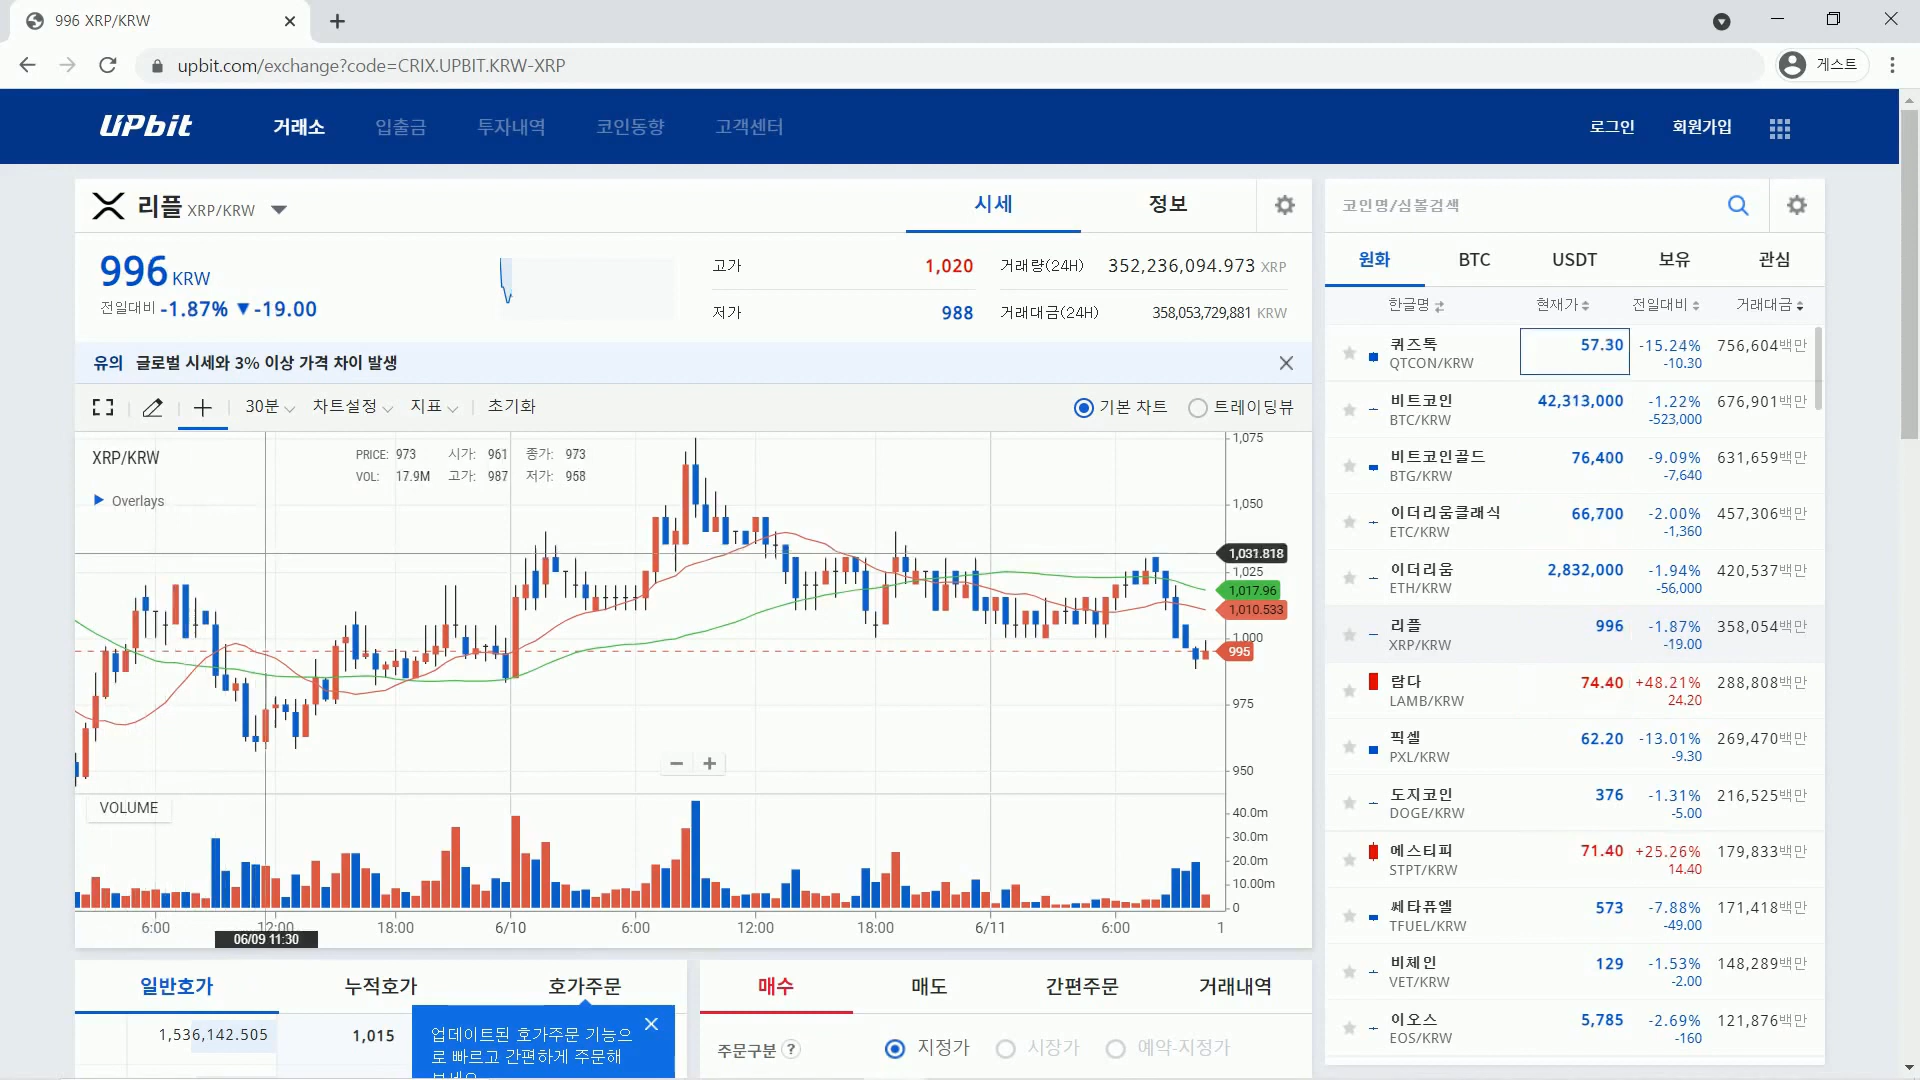 996 XRP/KRW
upbit.com/exchange?code=CRIX.UPBIT.KRW-XRP
게스트
UPbit 거래소 입출금 투자내역 코인동향 고객센터 로그인 회원가입
리플 XRP/KRW 시세 정보
996 KRW
전일대비 -1.87% ▼ -19.00
고가 1,020 거래량(24H) 352,236,094.973 XRP
저가 988 거래대금(24H) 358,053,729,881 KRW
유의 글로벌 시세와 3% 이상 가격 차이 발생
30분 차트설정 지표 초기화 기본 차트 트레이딩뷰
XRP/KRW
PRICE: 973 시가: 961 종가: 973
VOL: 17.9M 고가: 987 저가: 958
Overlays
1,075
1,050
1,031.818
1,025
1,017.96
1,010.533
1,000
995
975
950
VOLUME
40.0m
30.0m
20.0m
10.00m
0
6:00 12:00 18:00 6/10 6:00 12:00 18:00 6/11 6:00 1
06/09 11:30
일반호가 누적호가 호가주문
1,536,142.505 1,015
업데이트된 호가주문 기능으
로 빠르고 간편하게 주문해
보세요
매수 매도 간편주문 거래내역
주문구분 ? 지정가 시장가 예약-지정가
코인명/심볼검색
원화 BTC USDT 보유 관심
한글명 현재가 전일대비 거래대금
퀴즈톡 57.30 -15.24% 756,604백만
QTCON/KRW -10.30
비트코인 42,313,000 -1.22% 676,901백만
BTC/KRW -523,000
비트코인골드 76,400 -9.09% 631,659백만
BTG/KRW -7,640
이더리움클래식 66,700 -2.00% 457,306백만
ETC/KRW -1,360
이더리움 2,832,000 -1.94% 420,537백만
ETH/KRW -56,000
리플 996 -1.87% 358,054백만
XRP/KRW -19.00
람다 74.40 +48.21% 288,808백만
LAMB/KRW 24.20
픽셀 62.20 -13.01% 269,470백만
PXL/KRW -9.30
도지코인 376 -1.31% 216,525백만
DOGE/KRW -5.00
에스티피 71.40 +25.26% 179,833백만
STPT/KRW 14.40
쎄타퓨엘 573 -7.88% 171,418백만
TFUEL/KRW -49.00
비체인 129 -1.53% 148,289백만
VET/KRW -2.00
이오스 5,785 -2.69% 121,876백만
EOS/KRW -160